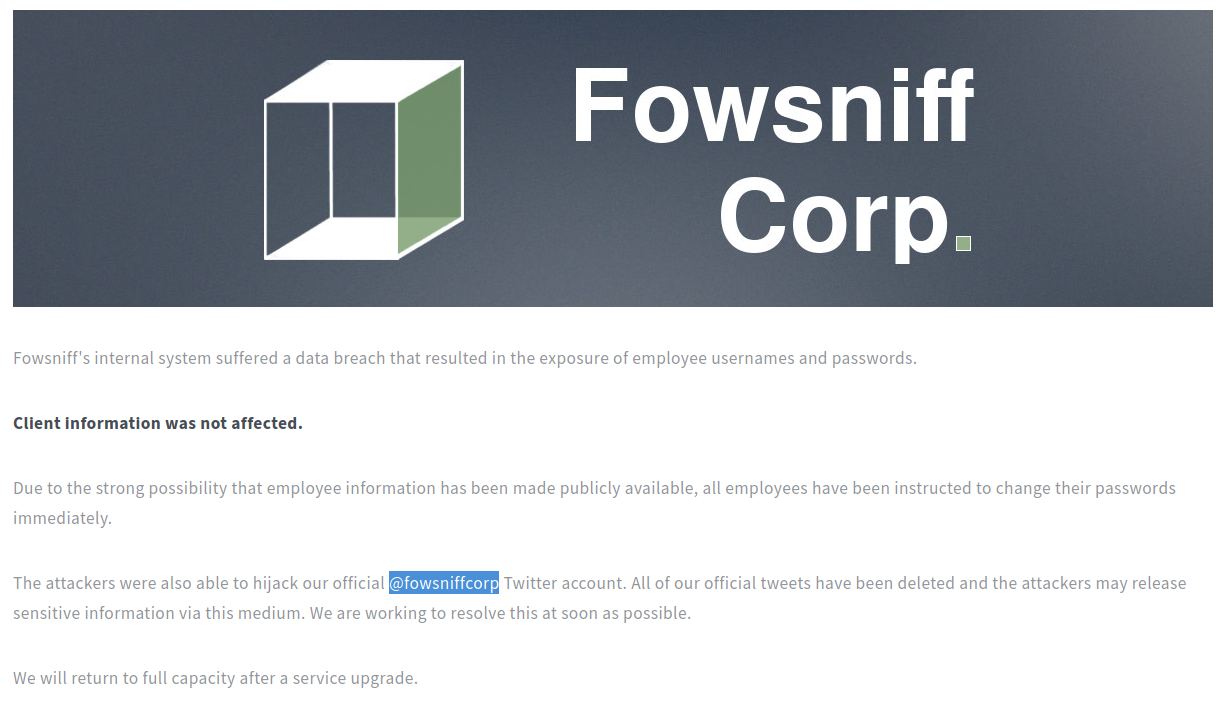 Fowsniff
Corp.
Fowsniff's internal system suffered a data breach that resulted in the exposure of employee usernames and passwords.
Client information was not affected.
Due to the strong possibility that employee information has been made publicly available, all employees have been instructed to change their passwords
immediately.
The attackers were also able to hijack our official @fowsniffcorp Twitter account. All of our official tweets have been deleted and the attackers may release
sensitive information via this medium. We are working to resolve this at soon as possible.
We will return to full capacity after a service upgrade.